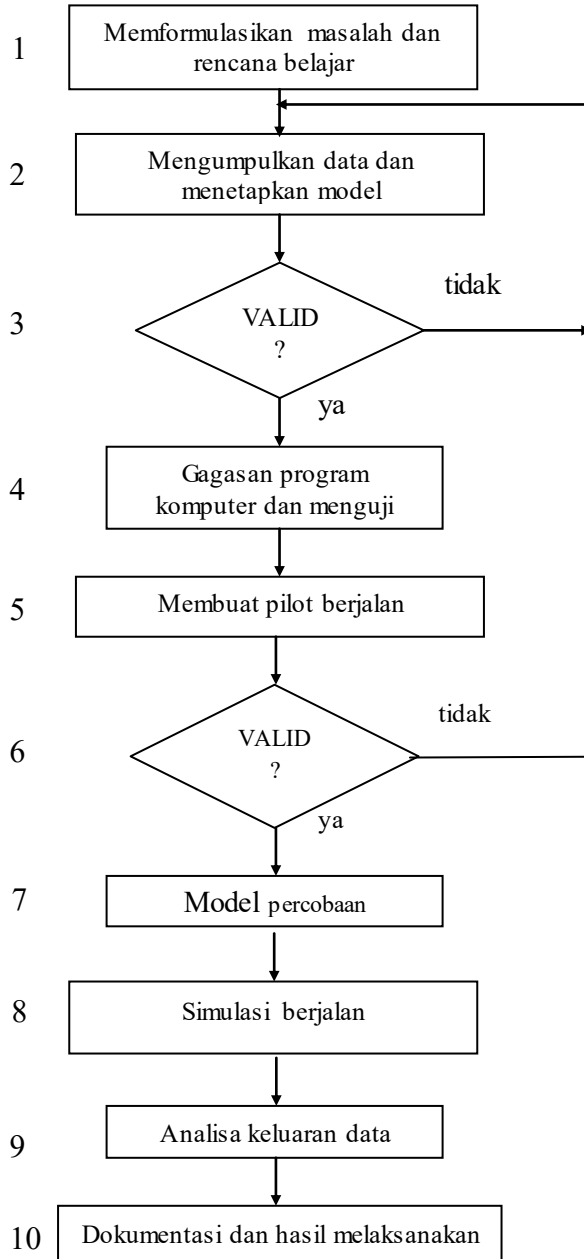 1
Memformulasikan masalah dan
rencana belajar
2
Mengumpulkan data dan
menetapkan model
tidak
3
VALID
?
ya
4
Gagasan program
komputer dan menguji
5
Membuat pilot berjalan
tidak
6
VALID
?
ya
7
Model percobaan
8
Simulasi berjalan
9
Analisa keluaran data
10
Dokumentasi dan hasil melaksanakan